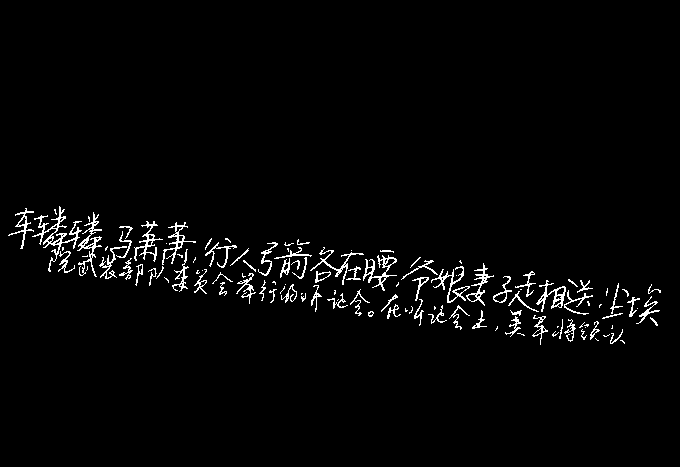 车辚辚,马萧萧,行人弓箭各在腰,爷娘妻子走相送,尘埃
院武装部队委员会举行的听证会。在听证会上,美军将领认